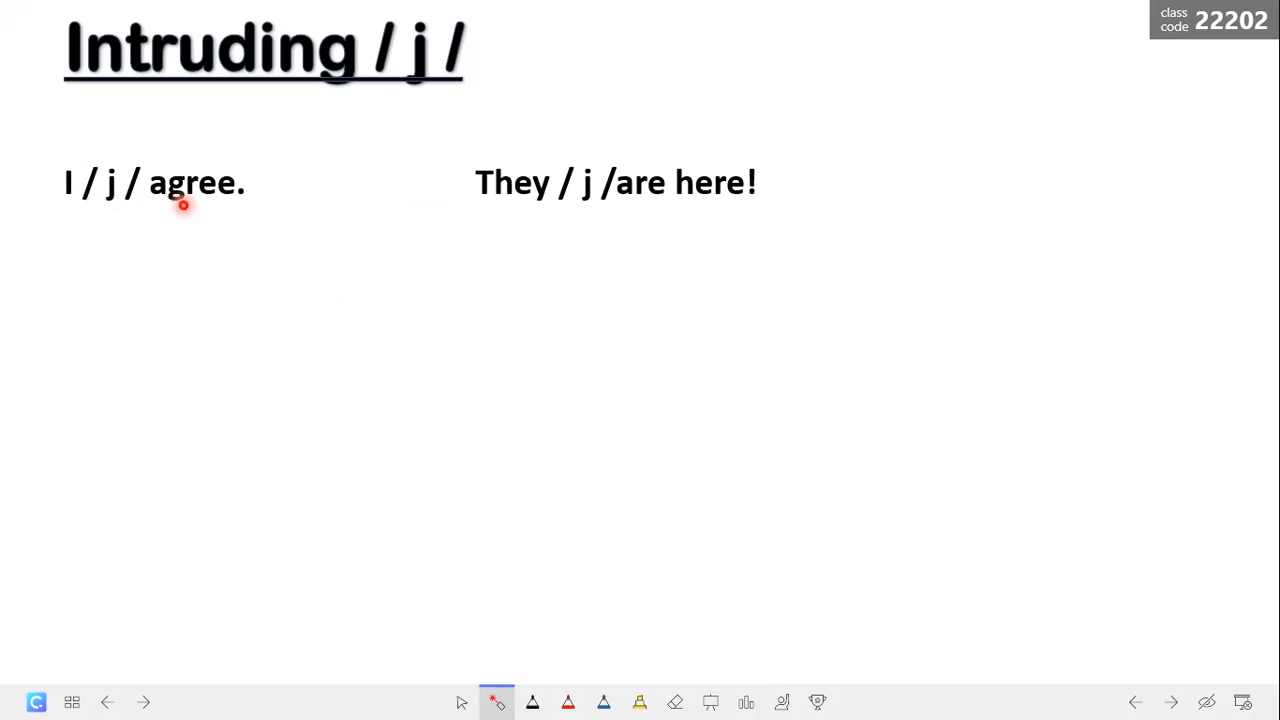 Intruding / j /
class code 22202
I / j / agree.
They / j /are here!